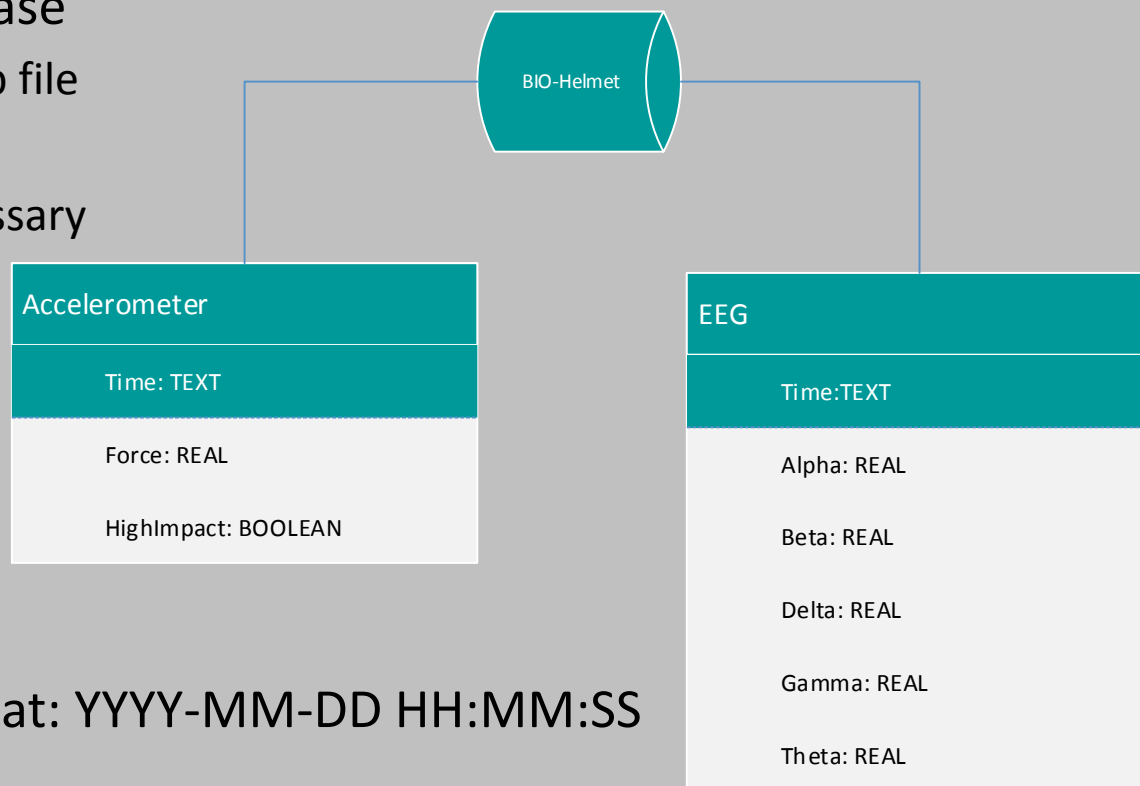 ase
file
ssary
BIO-Helmet
Accelerometer
Time: TEXT
Force: REAL
HighImpact: BOOLEAN
EEG
Time:TEXT
Alpha: REAL
Beta: REAL
Delta: REAL
Gamma: REAL
Theta: REAL
at: YYYY-MM-DD HH:MM:SS